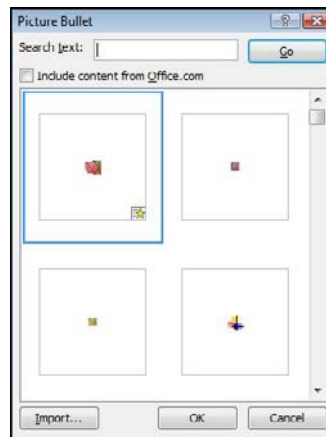 Picture Bullet
Search text:
Go
Include content from Office.com
Import...
OK
Cancel